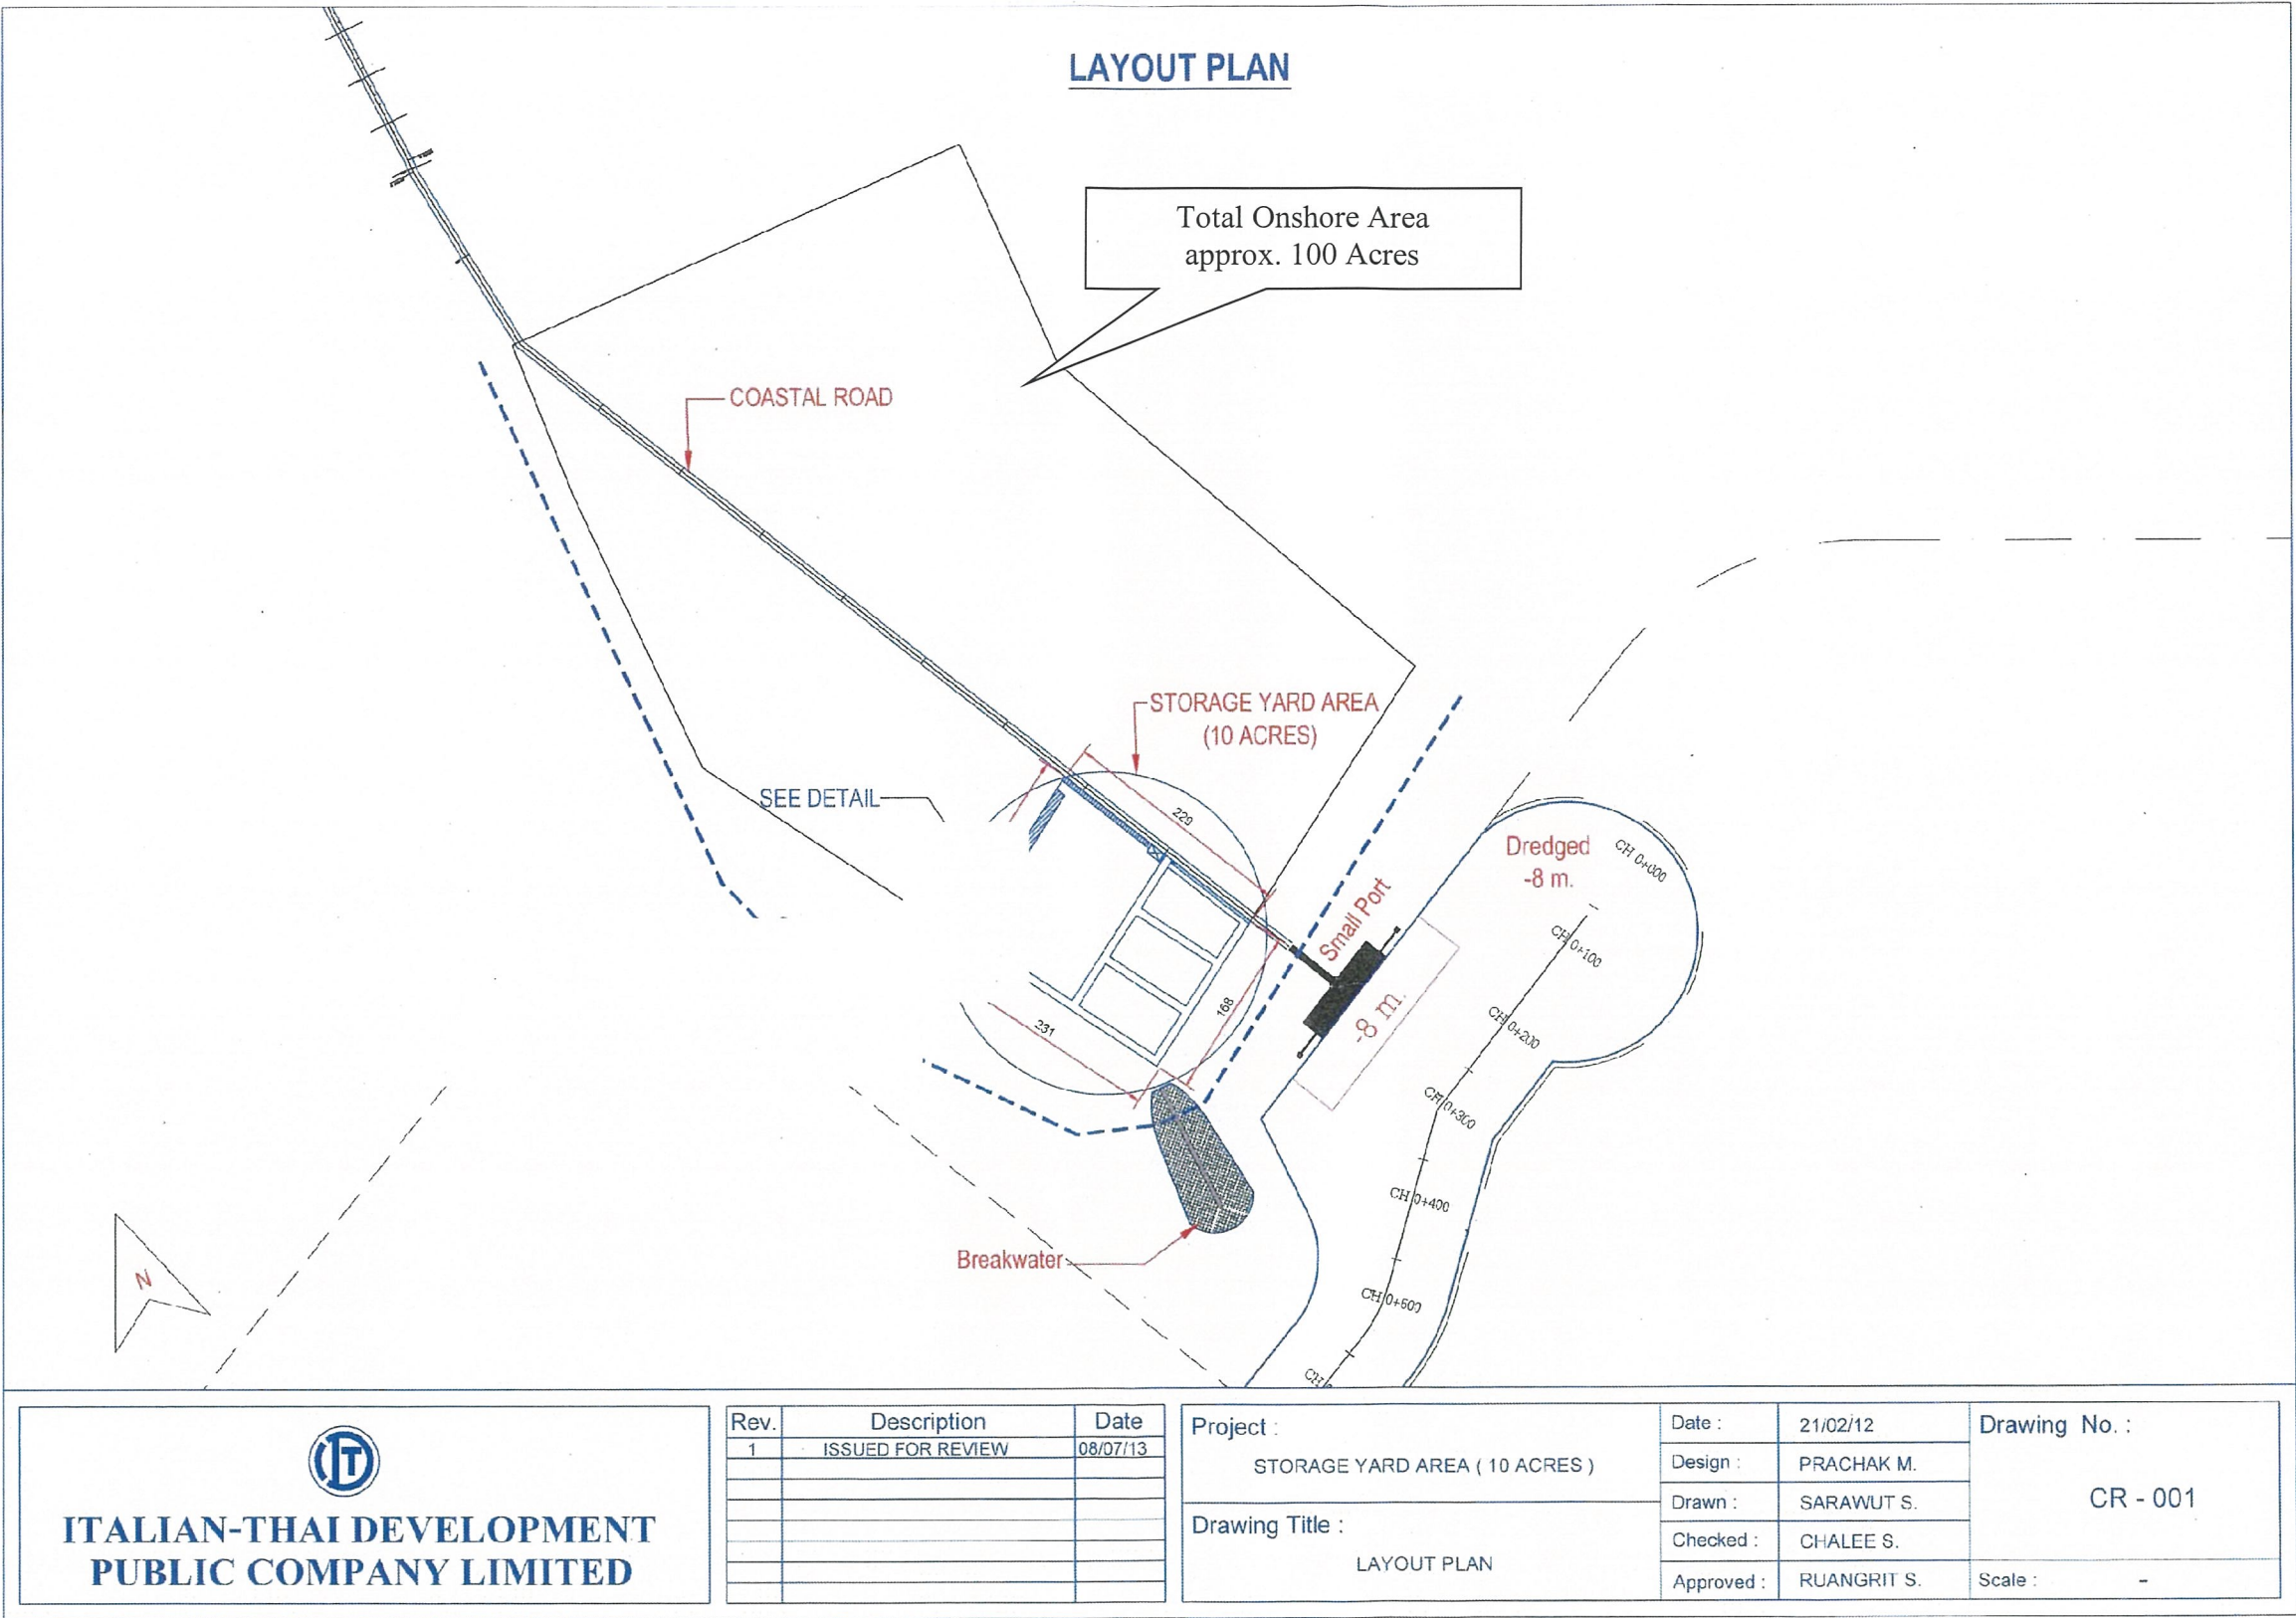 LAYOUT PLAN
Total Onshore Area
approx. 100 Acres
COASTAL ROAD
STORAGE YARD AREA
(10 ACRES)
SEE DETAIL
229
231
168
Small Port
-8 m.
Dredged
-8 m.
CH 0+000
CH 0+100
CH 0+200
CH 0+300
CH 0+400
CH 0+500
CH
Breakwater
N
ITALIAN-THAI DEVELOPMENT
PUBLIC COMPANY LIMITED
Rev. Description Date
1 ISSUED FOR REVIEW 08/07/13
Project :
STORAGE YARD AREA ( 10 ACRES )
Drawing Title :
LAYOUT PLAN
Date : 21/02/12
Design : PRACHAK M.
Drawn : SARAWUT S.
Checked : CHALEE S.
Approved : RUANGRIT S.
Drawing No. :
CR - 001
Scale : -